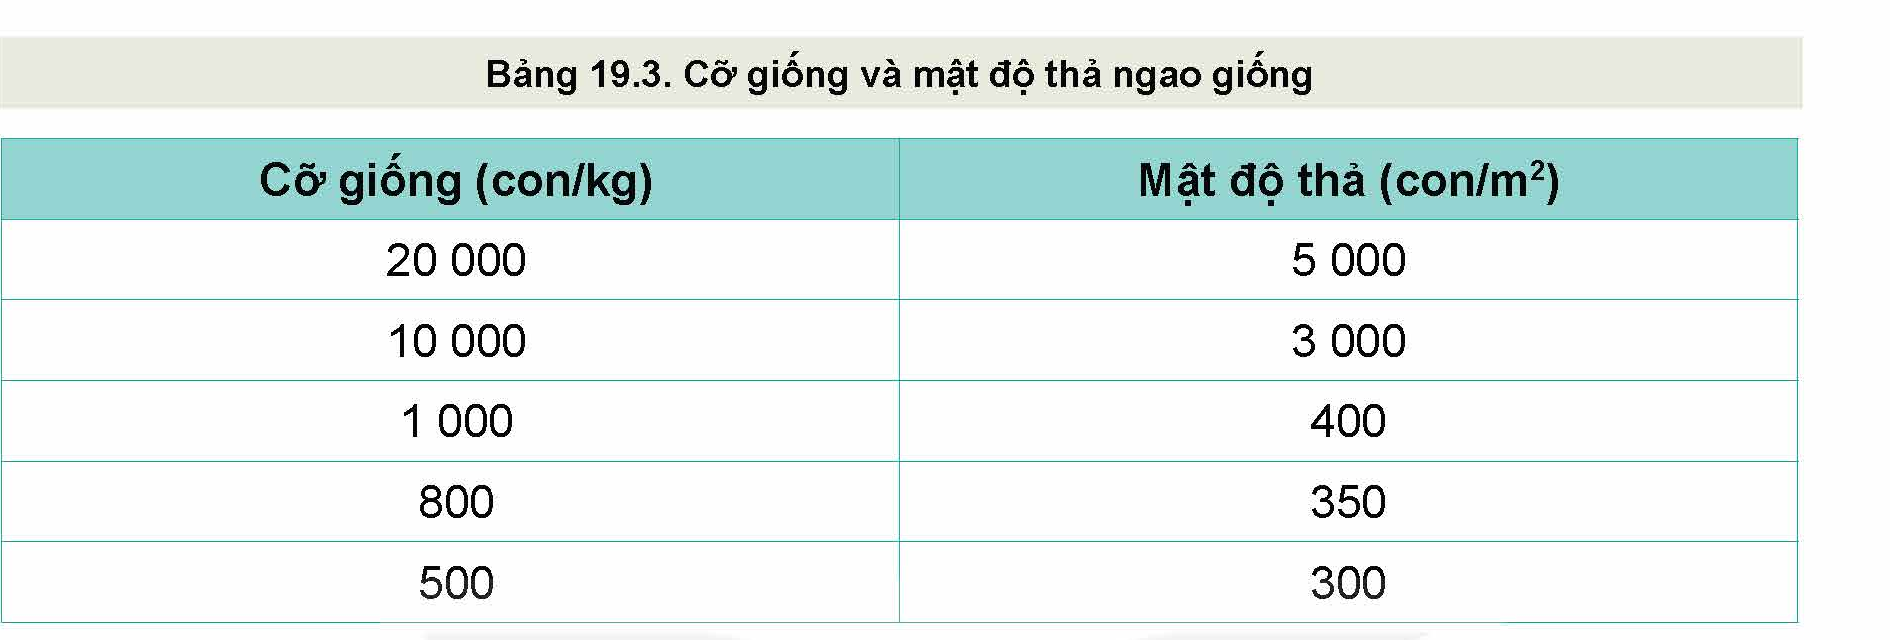 Bảng 19.3. Cỡ giống và mật độ thả ngao giống
Cỡ giống (con/kg) Mật độ thả (con/m²)
20 000 5 000
10 000 3 000
1 000 400
800 350
500 300